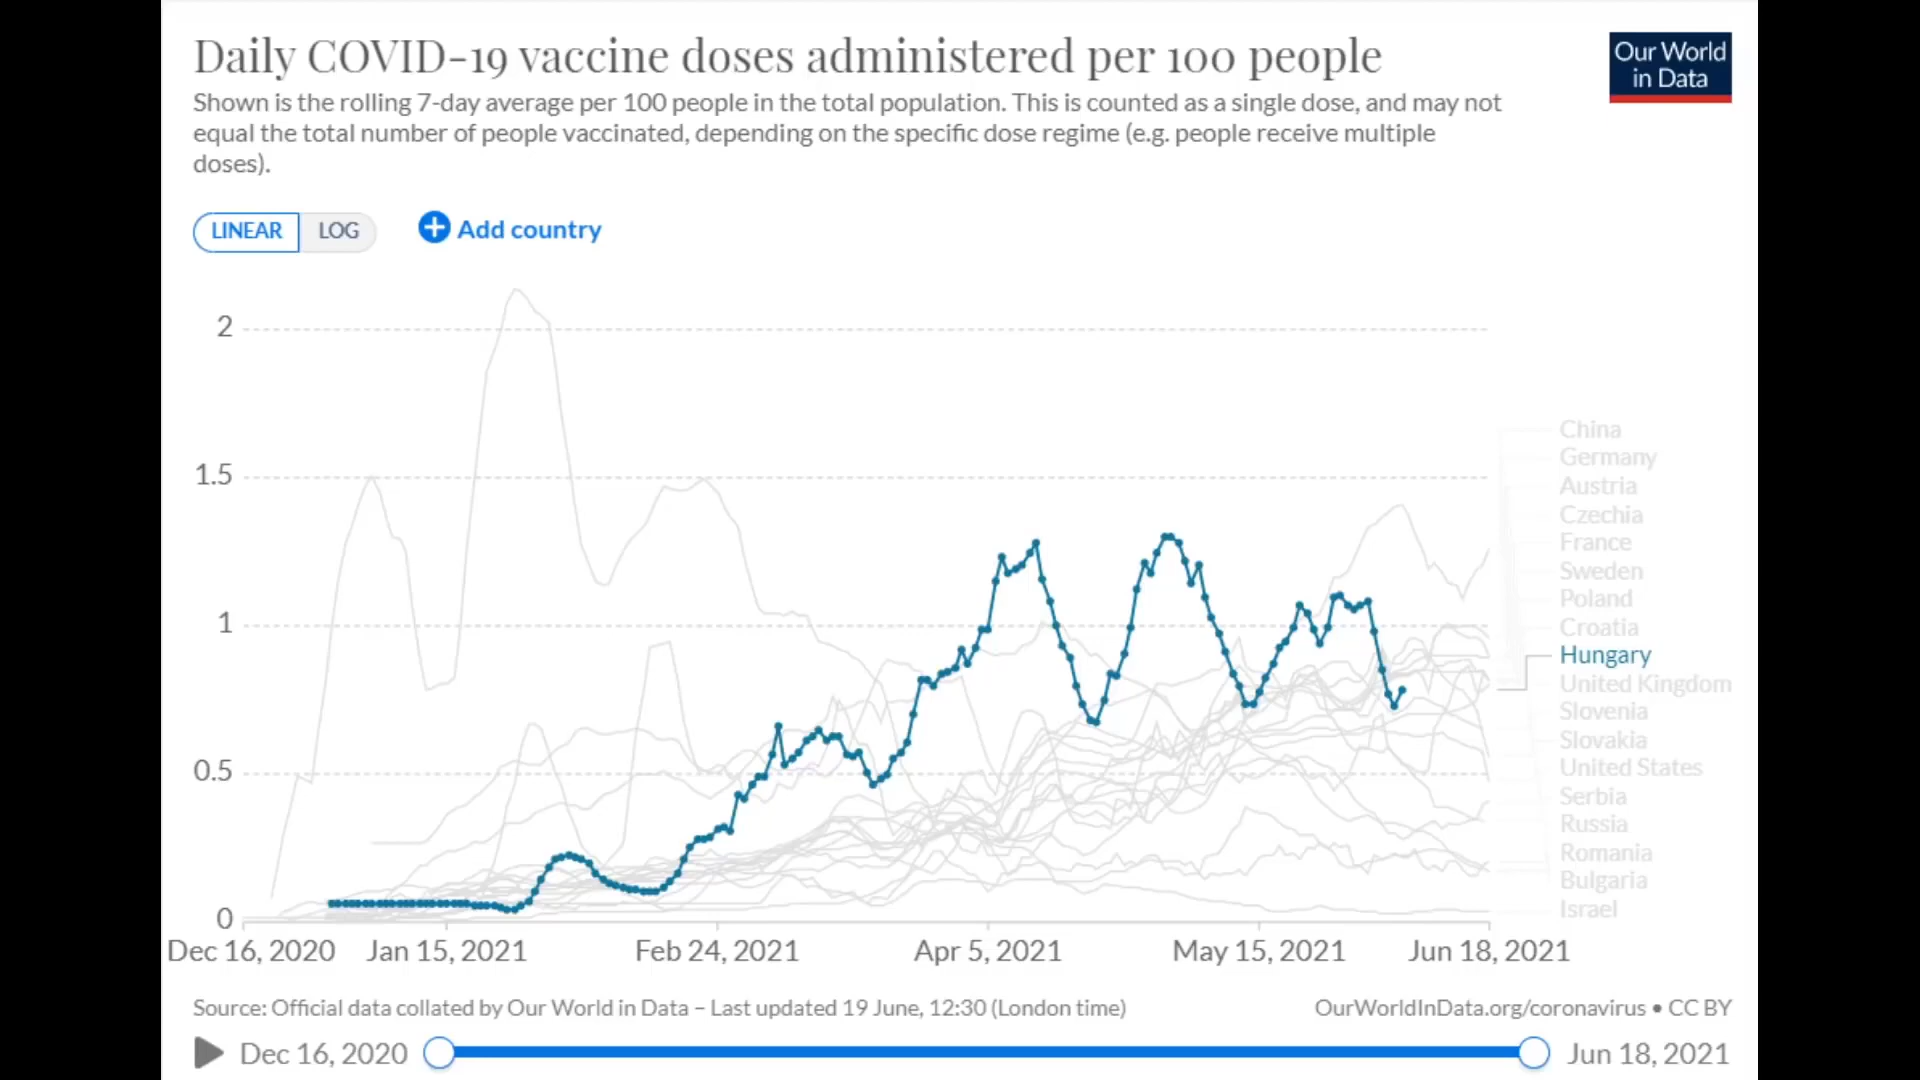 Daily COVID-19 vaccine doses administered per 100 people
Our World
in Data
Shown is the rolling 7-day average per 100 people in the total population. This is counted as a single dose, and may not
equal the total number of people vaccinated, depending on the specific dose regime (e.g. people receive multiple
doses).
LINEAR LOG
Add country
2
1.5
1
0.5
0
China
Germany
Austria
Czechia
France
Sweden
Poland
Croatia
Hungary
United Kingdom
Slovenia
Slovakia
United States
Serbia
Russia
Romania
Bulgaria
Israel
Dec 16, 2020 Jan 15, 2021 Feb 24, 2021 Apr 5, 2021 May 15, 2021 Jun 18, 2021
Source: Official data collated by Our World in Data – Last updated 19 June, 12:30 (London time)
OurWorldInData.org/coronavirus • CC BY
Dec 16, 2020 Jun 18, 2021